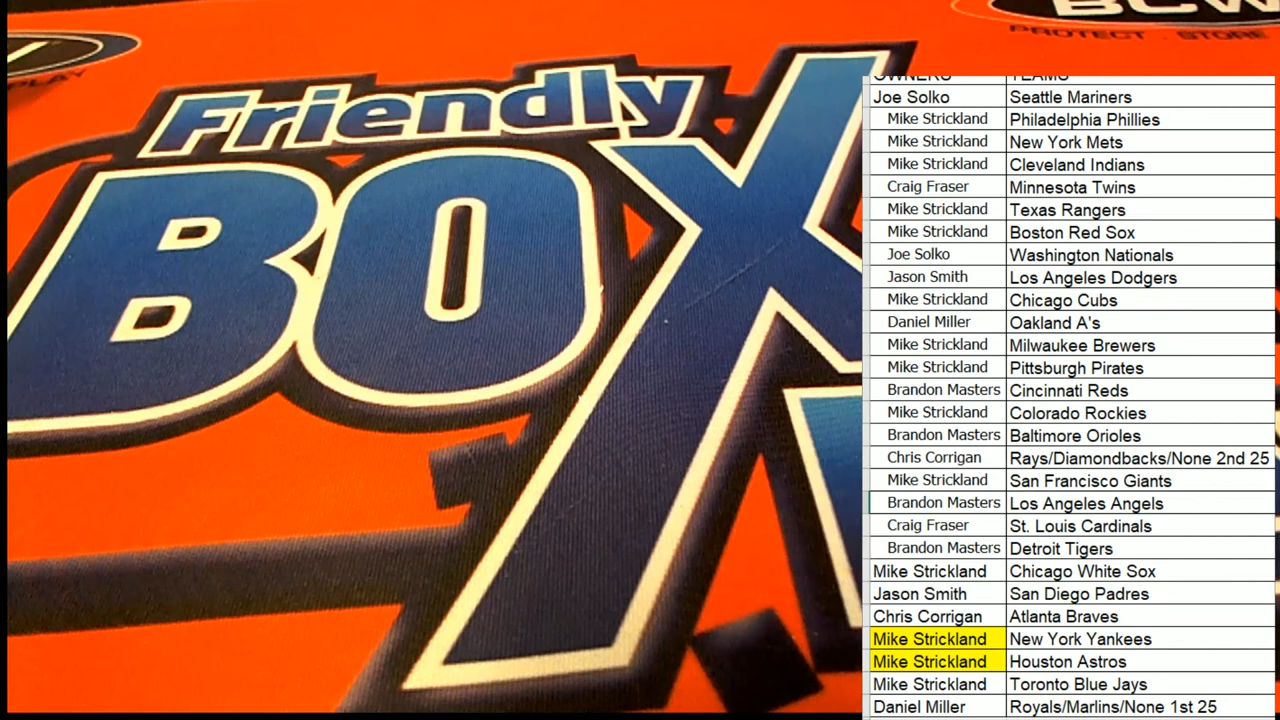 PLAY
BCW
PROTECT . STORE
Friendly
BOX
OWNERS TEAMS
Joe Solko Seattle Mariners
Mike Strickland Philadelphia Phillies
Mike Strickland New York Mets
Mike Strickland Cleveland Indians
Craig Fraser Minnesota Twins
Mike Strickland Texas Rangers
Mike Strickland Boston Red Sox
Joe Solko Washington Nationals
Jason Smith Los Angeles Dodgers
Mike Strickland Chicago Cubs
Daniel Miller Oakland A's
Mike Strickland Milwaukee Brewers
Mike Strickland Pittsburgh Pirates
Brandon Masters Cincinnati Reds
Mike Strickland Colorado Rockies
Brandon Masters Baltimore Orioles
Chris Corrigan Rays/Diamondbacks/None 2nd 25
Mike Strickland San Francisco Giants
Brandon Masters Los Angeles Angels
Craig Fraser St. Louis Cardinals
Brandon Masters Detroit Tigers
Mike Strickland Chicago White Sox
Jason Smith San Diego Padres
Chris Corrigan Atlanta Braves
Mike Strickland New York Yankees
Mike Strickland Houston Astros
Mike Strickland Toronto Blue Jays
Daniel Miller Royals/Marlins/None 1st 25